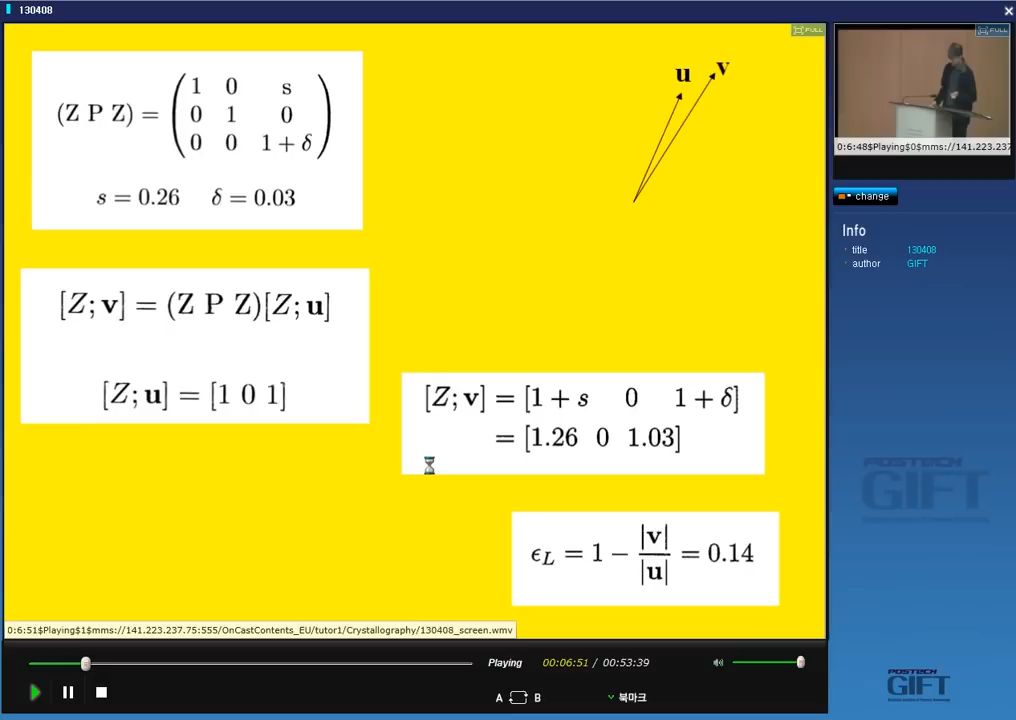 130408
FULL
(Z P Z) = ( 1 0 s
0 1 0
0 0 1 + δ )
s = 0.26 δ = 0.03
u v
[Z; v] = (Z P Z)[Z; u]
[Z; u] = [1 0 1]
[Z; v] = [1 + s 0 1 + δ]
= [1.26 0 1.03]
ϵL = 1 − |v| / |u| = 0.14
0:6:51$Playing$1$mms://141.223.237.75:555/OnCastContents_EU/tutor1/Crystallography/130408_screen.wmv
FULL
0:6:48$Playing$0$mms://141.223.237
change
Info
title 130408
author GIFT
POSTECH
GIFT
Playing 00:06:51 / 00:53:39
A B 북마크
POSTECH
GIFT